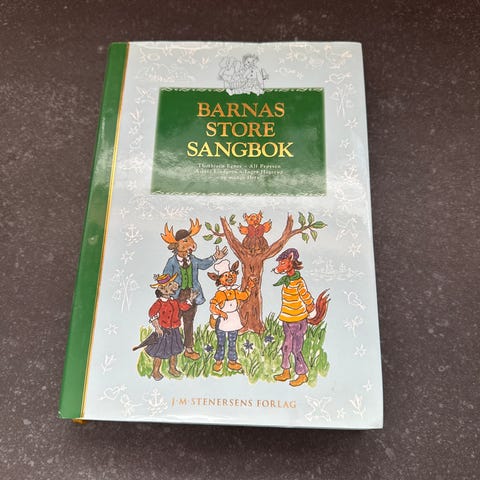 BARNAS
STORE
SANGBOK
Thorbjørn Egner – Alf Prøysen
Astrid Lindgren – Inger Hagerup
– og mange flere!
J·M·STENERSENS FORLAG